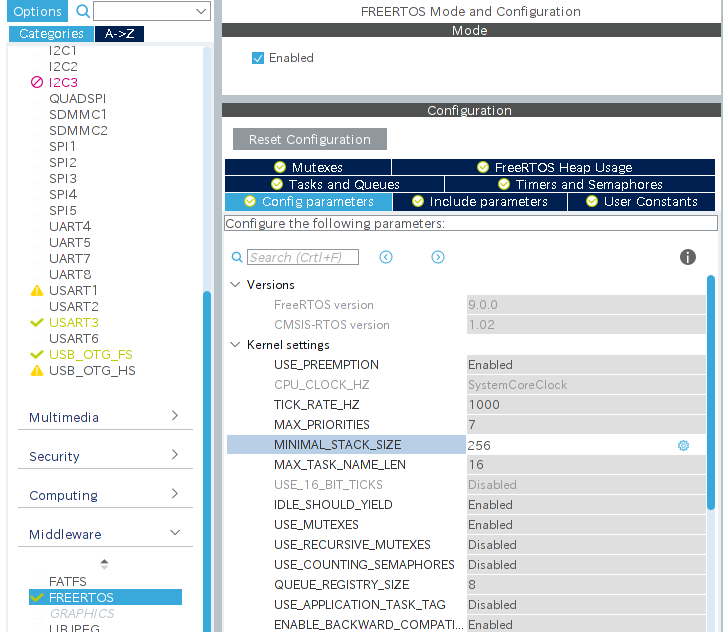 Options
Categories
A->Z
I2C1
I2C2
I2C3
QUADSPI
SDMMC1
SDMMC2
SPI1
SPI2
SPI3
SPI4
SPI5
UART4
UART5
UART7
UART8
USART1
USART2
USART3
USART6
USB_OTG_FS
USB_OTG_HS
Multimedia
Security
Computing
Middleware
FATFS
FREERTOS
GRAPHICS
LIBJPEG
FREERTOS Mode and Configuration
Mode
Enabled
Configuration
Reset Configuration
Mutexes
FreeRTOS Heap Usage
Tasks and Queues
Timers and Semaphores
Config parameters
Include parameters
User Constants
Configure the following parameters:
Search (Crtl+F)
Versions
FreeRTOS version 9.0.0
CMSIS-RTOS version 1.02
Kernel settings
USE_PREEMPTION Enabled
CPU_CLOCK_HZ SystemCoreClock
TICK_RATE_HZ 1000
MAX_PRIORITIES 7
MINIMAL_STACK_SIZE 256
MAX_TASK_NAME_LEN 16
USE_16_BIT_TICKS Disabled
IDLE_SHOULD_YIELD Enabled
USE_MUTEXES Enabled
USE_RECURSIVE_MUTEXES Disabled
USE_COUNTING_SEMAPHORES Disabled
QUEUE_REGISTRY_SIZE 8
USE_APPLICATION_TASK_TAG Disabled
ENABLE_BACKWARD_COMPATI... Enabled